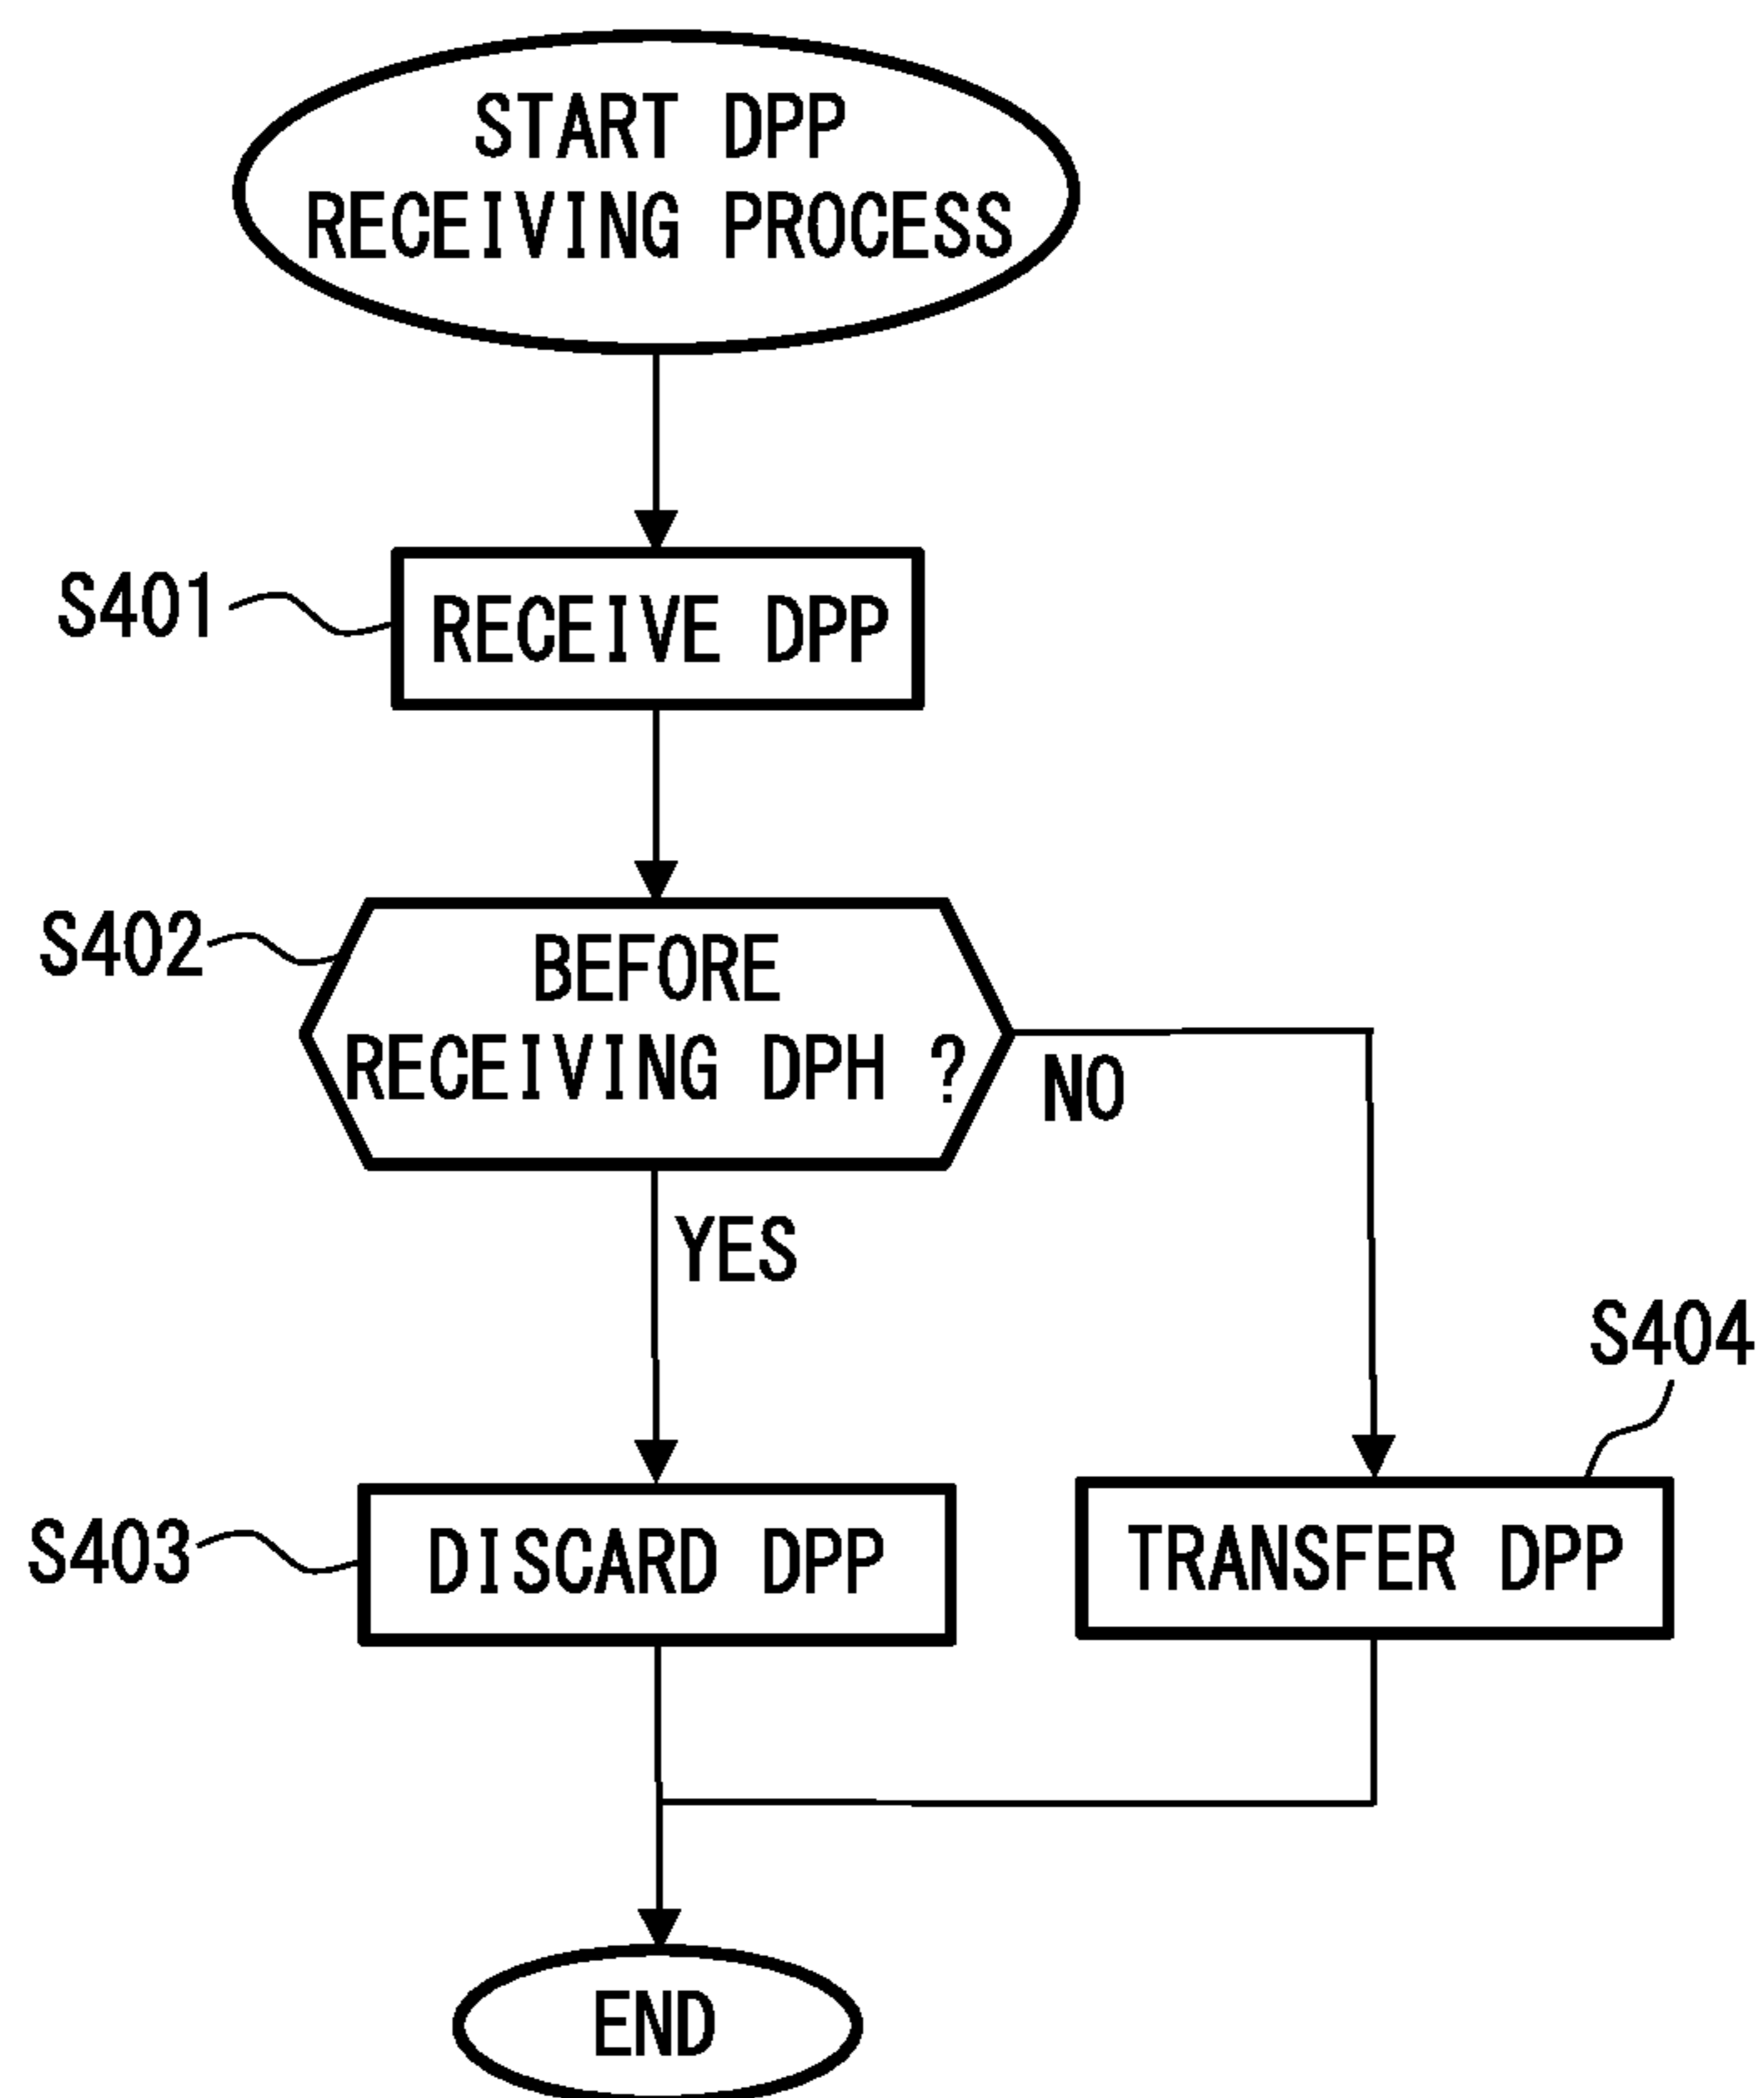 START DPP
RECEIVING PROCESS
S401
RECEIVE DPP
S402
BEFORE
RECEIVING DPH ?
NO
YES
S404
S403
DISCARD DPP
TRANSFER DPP
END